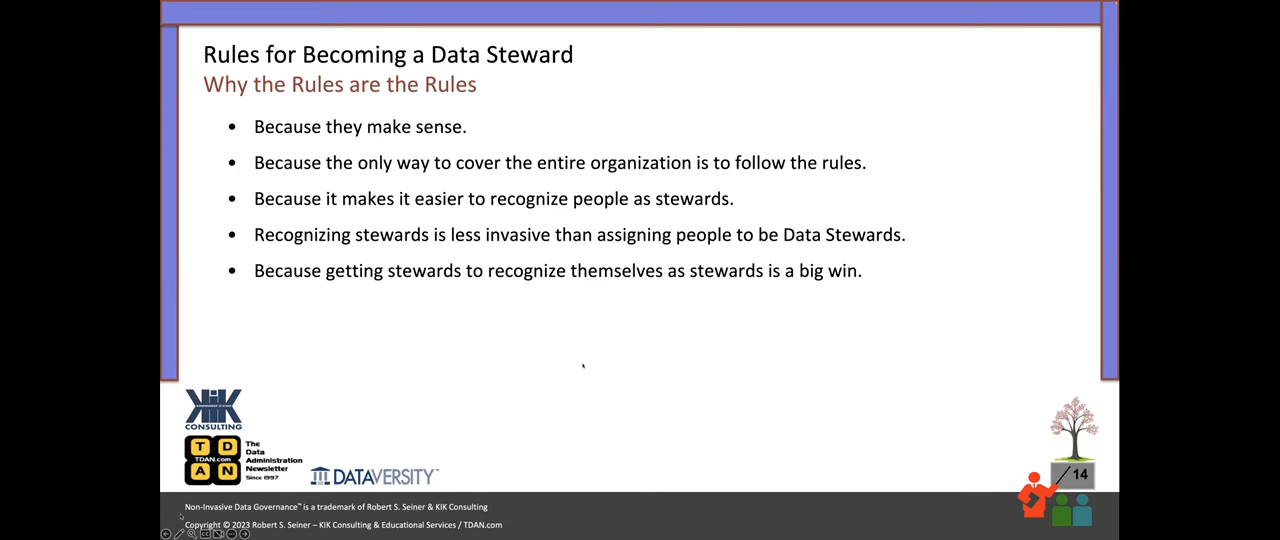 Rules for Becoming a Data Steward
Why the Rules are the Rules
• Because they make sense.
• Because the only way to cover the entire organization is to follow the rules.
• Because it makes it easier to recognize people as stewards.
• Recognizing stewards is less invasive than assigning people to be Data Stewards.
• Because getting stewards to recognize themselves as stewards is a big win.
KIK
CONSULTING
T D
TDAN.com
A N
The
Data
Administration
Newsletter
Since 1997
DATAVERSITY™
14
Non-Invasive Data Governance™ is a trademark of Robert S. Seiner & KIK Consulting
Copyright © 2023 Robert S. Seiner – KIK Consulting & Educational Services / TDAN.com